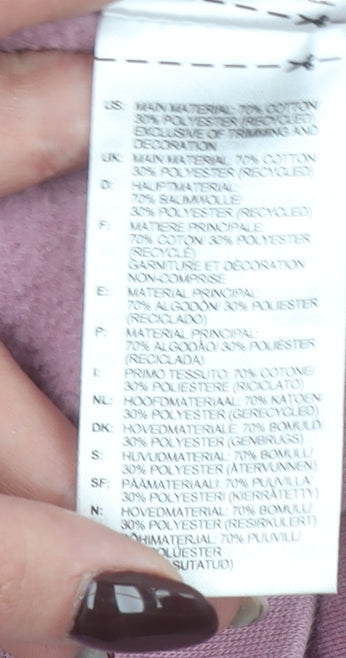 US: MAIN MATERIAL: 70% COTTON/
30% POLYESTER (RECYCLED)
EXCLUSIVE OF TRIMMING AND
DECORATION
UK: MAIN MATERIAL: 70% COTTON/
30% POLYESTER (RECYCLED)
D: HAUPTMATERIAL:
70% BAUMWOLLE/
30% POLYESTER (RECYCLED)
F: MATIERE PRINCIPALE:
70% COTON/ 30% POLYESTER
(RECYCLÉ)
GARNITURE ET DÉCORATION
NON-COMPRISE
E: MATERIAL PRINCIPAL:
70% ALGODÓN/ 30% POLIESTER
(RECICLADO)
P: MATERIAL PRINCIPAL:
70% ALGODÃO/ 30% POLIÉSTER
(RECICLADA)
I: PRIMO TESSUTO: 70% COTONE/
30% POLIESTERE (RICICLATO)
NL: HOOFDMATERIAAL: 70% KATOEN/
30% POLYESTER (GERECYCLED)
DK: HOVEDMATERIALE: 70% BOMULD/
30% POLYESTER (GENBRUGS)
S: HUVUDMATERIAL: 70% BOMULL/
30% POLYESTER (ÅTERVUNNEN)
SF: PÄÄMATERIAALI: 70% PUUVILLA/
30% POLYESTERI (KIERRÄTETTY)
N: HOVEDMATERIAL: 70% BOMULL/
30% POLYESTER (RESIRKULERT)
ÕHIMATERJAL: 70% PUUVILL/
POLÜESTER
SUTATUD)